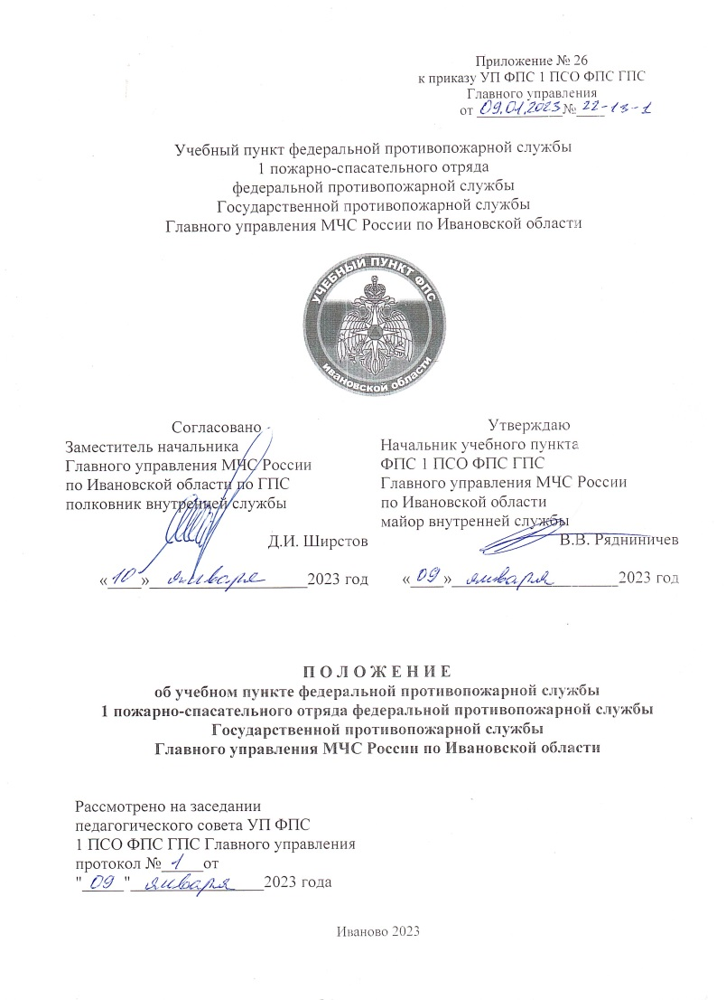 Приложение № 26
к приказу УП ФПС 1 ПСО ФПС ГПС
Главного управления
от 09.01.2023 № 22-13-1
Учебный пункт федеральной противопожарной службы
1 пожарно-спасательного отряда
федеральной противопожарной службы
Государственной противопожарной службы
Главного управления МЧС России по Ивановской области
УЧЕБНЫЙ ПУНКТ ФПС
ивановской области
Согласовано
Заместитель начальника
Главного управления МЧС России
по Ивановской области по ГПС
полковник внутренней службы
Д.И. Ширстов
«10» января 2023 год
Утверждаю
Начальник учебного пункта
ФПС 1 ПСО ФПС ГПС
Главного управления МЧС России
по Ивановской области
майор внутренней службы
В.В. Рядниничев
«09» января 2023 год
П О Л О Ж Е Н И Е
об учебном пункте федеральной противопожарной службы
1 пожарно-спасательного отряда федеральной противопожарной службы
Государственной противопожарной службы
Главного управления МЧС России по Ивановской области
Рассмотрено на заседании
педагогического совета УП ФПС
1 ПСО ФПС ГПС Главного управления
протокол № 1 от
"09" января 2023 года
Иваново 2023